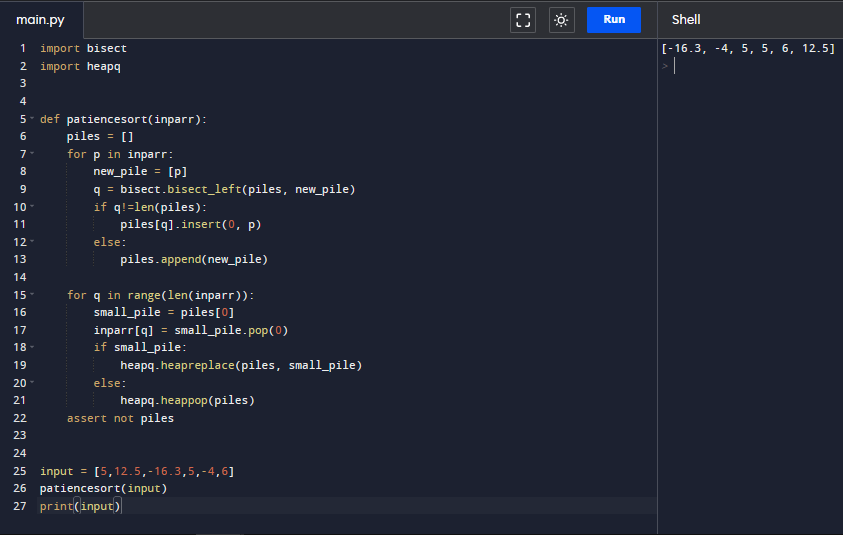 main.py Run Shell
1 import bisect
2 import heapq
3
4
5 def patiencesort(inparr):
6     piles = []
7     for p in inparr:
8         new_pile = [p]
9         q = bisect.bisect_left(piles, new_pile)
10         if q!=len(piles):
11             piles[q].insert(0, p)
12         else:
13             piles.append(new_pile)
14
15     for q in range(len(inparr)):
16         small_pile = piles[0]
17         inparr[q] = small_pile.pop(0)
18         if small_pile:
19             heapq.heapreplace(piles, small_pile)
20         else:
21             heapq.heappop(piles)
22     assert not piles
23
24
25 input = [5,12.5,-16.3,5,-4,6]
26 patiencesort(input)
27 print(input)
[-16.3, -4, 5, 5, 6, 12.5]
>